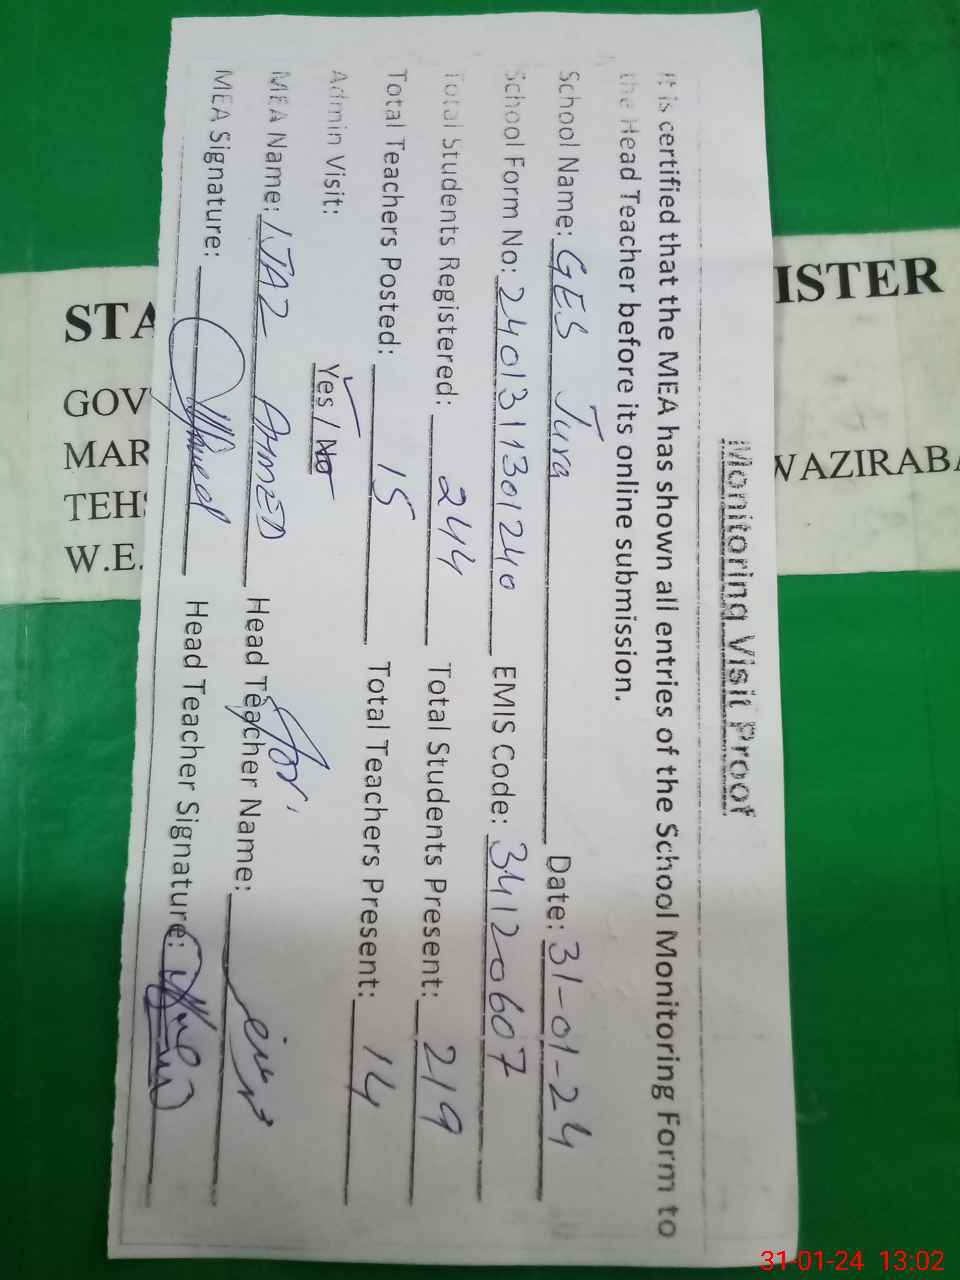 Monitoring Visit Proof
It is certified that the MEA has shown all entries of the School Monitoring Form to
the Head Teacher before its online submission.
School Name: GES Jura Date: 31-01-24
School Form No: 2401311301240 EMIS Code: 34120607
Total Students Registered: 244 Total Students Present: 219
Total Teachers Posted: 15 Total Teachers Present: 14
Admin Visit: Yes / No
MEA Name: IJAZ AHMED Head Teacher Name:
MEA Signature: Head Teacher Signature:
STA
ISTER
GOV
MAR
WAZIRABA
TEHS
W.E.
31-01-24 13:02